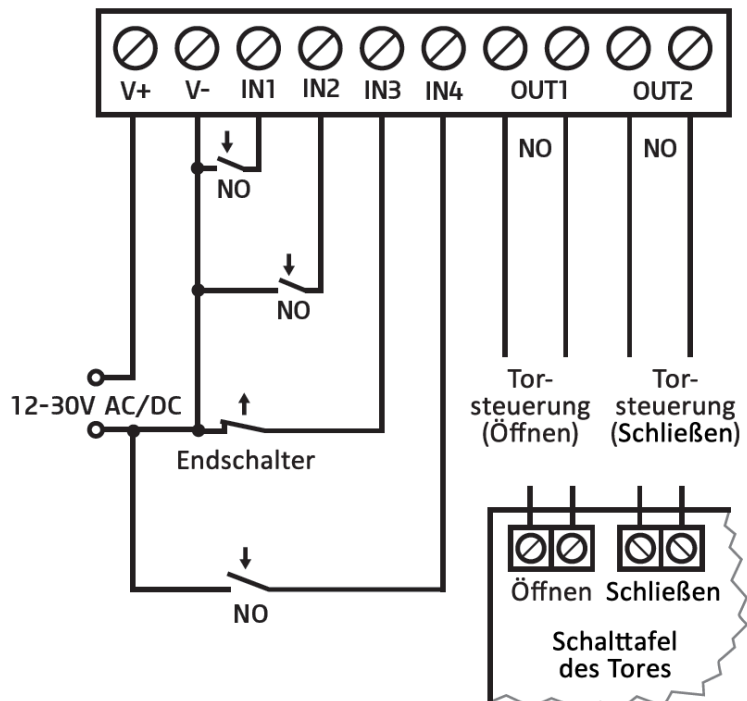 V+ V- IN1 IN2 IN3 IN4 OUT1 OUT2
NO NO
NO
NO
12-30V AC/DC
Endschalter
NO
Tor-
steuerung
(Öffnen)
Tor-
steuerung
(Schließen)
Öffnen Schließen
Schalttafel
des Tores